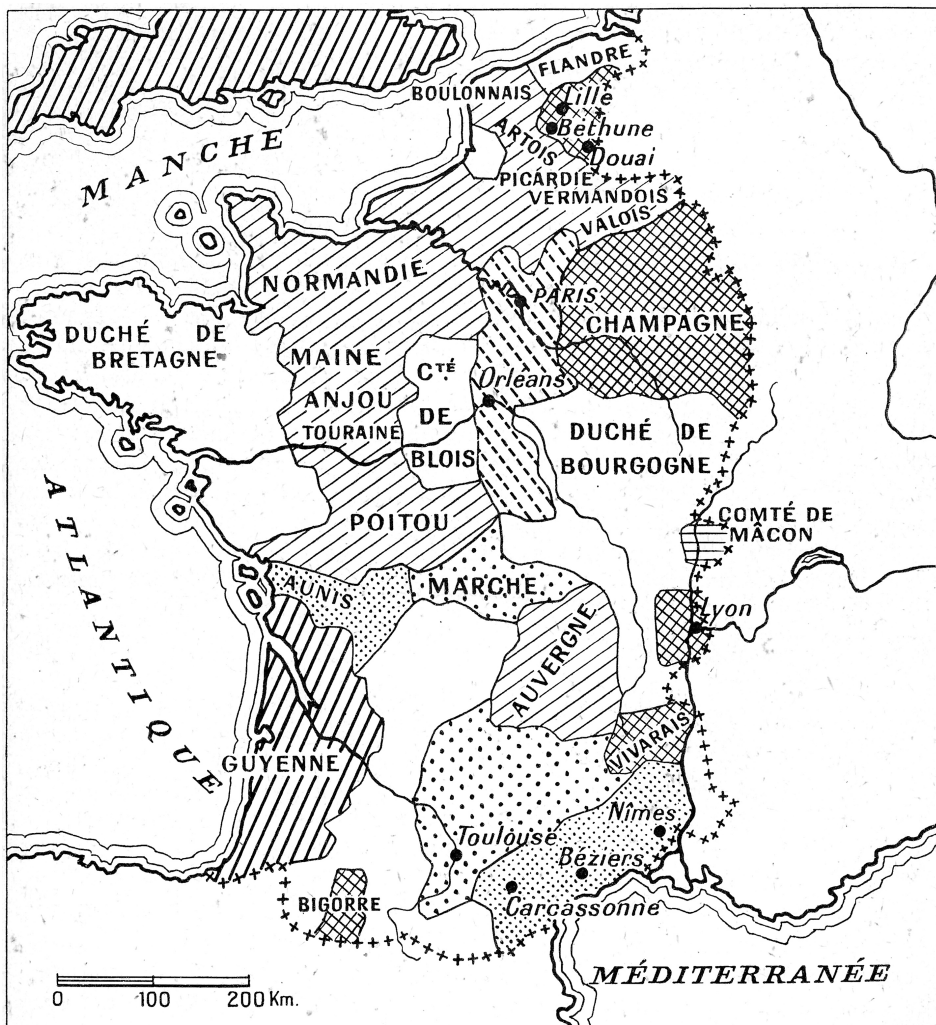 FLANDRE
BOULONNAIS
Lille
Bethune
ARTOIS
Douai
PICARDIE
VERMANDOIS
VALOIS
MANCHE
NORMANDIE
PARIS
CHAMPAGNE
DUCHÉ DE
BRETAGNE
MAINE
ANJOU
TOURAINE
CTÉ
DE
BLOIS
Orleans
DUCHÉ DE
BOURGOGNE
ATLANTIQUE
POITOU
COMTÉ DE
MÂCON
AUNIS
MARCHE
Lyon
AUVERGNE
GUYENNE
VIVARAIS
Nîmes
Toulouse
Béziers
Carcassonne
BIGORRE
MÉDITERRANÉE
0 100 200 Km.